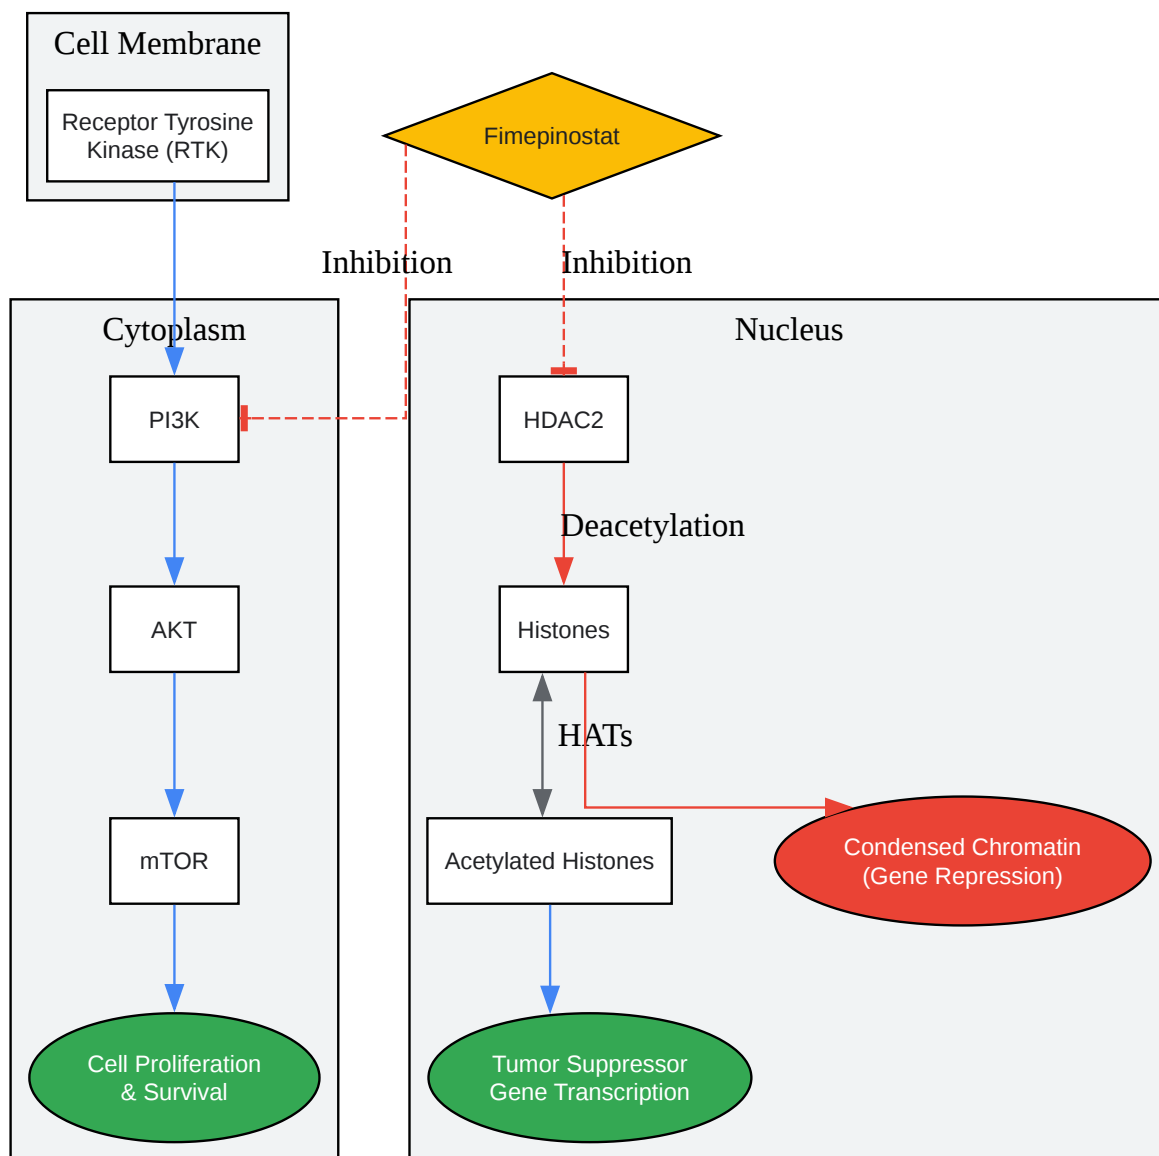 Cell Membrane
Receptor Tyrosine
Kinase (RTK)
Fimepinostat
Inhibition
Inhibition
Cytoplasm
Nucleus
PI3K
HDAC2
Deacetylation
AKT
Histones
HATs
mTOR
Acetylated Histones
Condensed Chromatin
(Gene Repression)
Cell Proliferation
& Survival
Tumor Suppressor
Gene Transcription